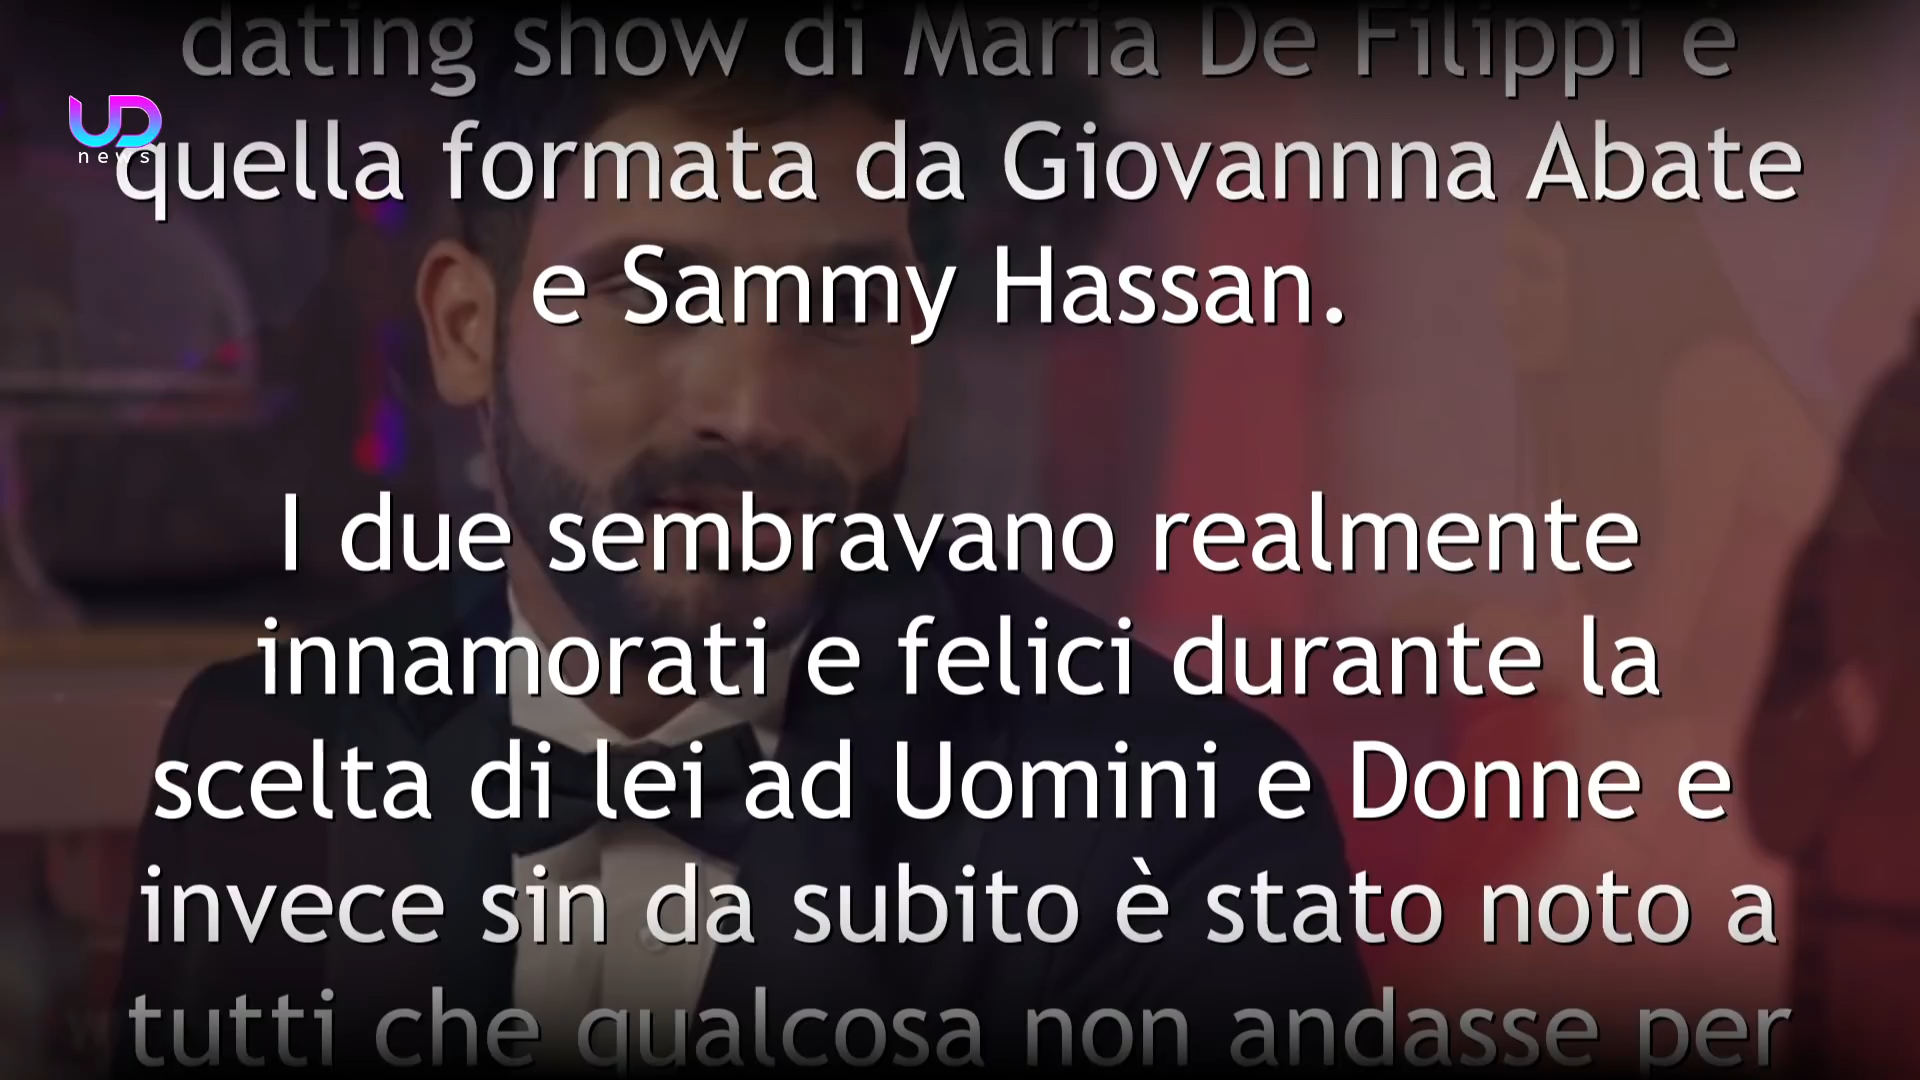 dating show di Maria De Filippi è
UD
news
quella formata da Giovannna Abate
e Sammy Hassan.
I due sembravano realmente
innamorati e felici durante la
scelta di lei ad Uomini e Donne e
invece sin da subito è stato noto a
tutti che qualcosa non andasse per